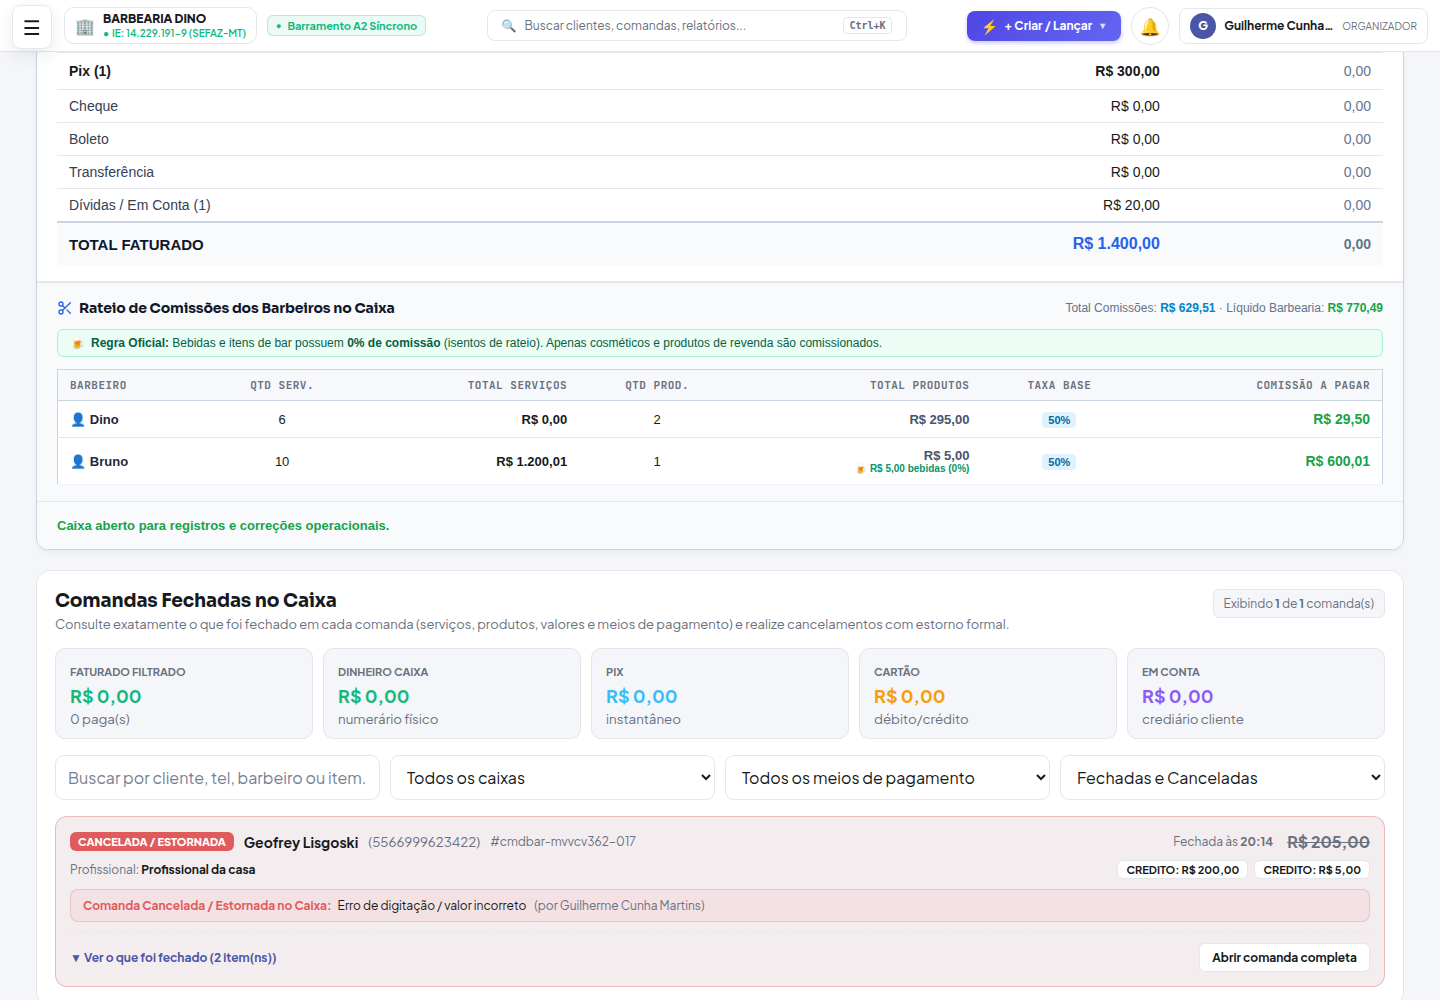 ☰ BARBEARIA DINO
● IE: 14.229.191-9 (SEFAZ-MT)
● Barramento A2 Síncrono
Buscar clientes, comandas, relatórios...
Ctrl+K
+ Criar / Lançar ▾
G Guilherme Cunha... ORGANIZADOR
Pix (1) R$ 300,00 0,00
Cheque R$ 0,00 0,00
Boleto R$ 0,00 0,00
Transferência R$ 0,00 0,00
Dívidas / Em Conta (1) R$ 20,00 0,00
TOTAL FATURADO R$ 1.400,00 0,00
Rateio de Comissões dos Barbeiros no Caixa
Total Comissões: R$ 629,51 · Líquido Barbearia: R$ 770,49
Regra Oficial: Bebidas e itens de bar possuem 0% de comissão (isentos de rateio). Apenas cosméticos e produtos de revenda são comissionados.
BARBEIRO QTD SERV. TOTAL SERVIÇOS QTD PROD. TOTAL PRODUTOS TAXA BASE COMISSÃO A PAGAR
Dino 6 R$ 0,00 2 R$ 295,00 50% R$ 29,50
Bruno 10 R$ 1.200,01 1 R$ 5,00 50% R$ 600,01
R$ 5,00 bebidas (0%)
Caixa aberto para registros e correções operacionais.
Comandas Fechadas no Caixa
Exibindo 1 de 1 comanda(s)
Consulte exatamente o que foi fechado em cada comanda (serviços, produtos, valores e meios de pagamento) e realize cancelamentos com estorno formal.
FATURADO FILTRADO
R$ 0,00
0 paga(s)
DINHEIRO CAIXA
R$ 0,00
numerário físico
PIX
R$ 0,00
instantâneo
CARTÃO
R$ 0,00
débito/crédito
EM CONTA
R$ 0,00
crediário cliente
Buscar por cliente, tel, barbeiro ou item.
Todos os caixas
Todos os meios de pagamento
Fechadas e Canceladas
CANCELADA / ESTORNADA Geofrey Lisgoski (5566999623422) #cmdbar-mvvcv362-017
Fechada às 20:14 R$ 205,00
Profissional: Profissional da casa
CREDITO: R$ 200,00 CREDITO: R$ 5,00
Comanda Cancelada / Estornada no Caixa: Erro de digitação / valor incorreto (por Guilherme Cunha Martins)
▼ Ver o que foi fechado (2 item(ns))
Abrir comanda completa